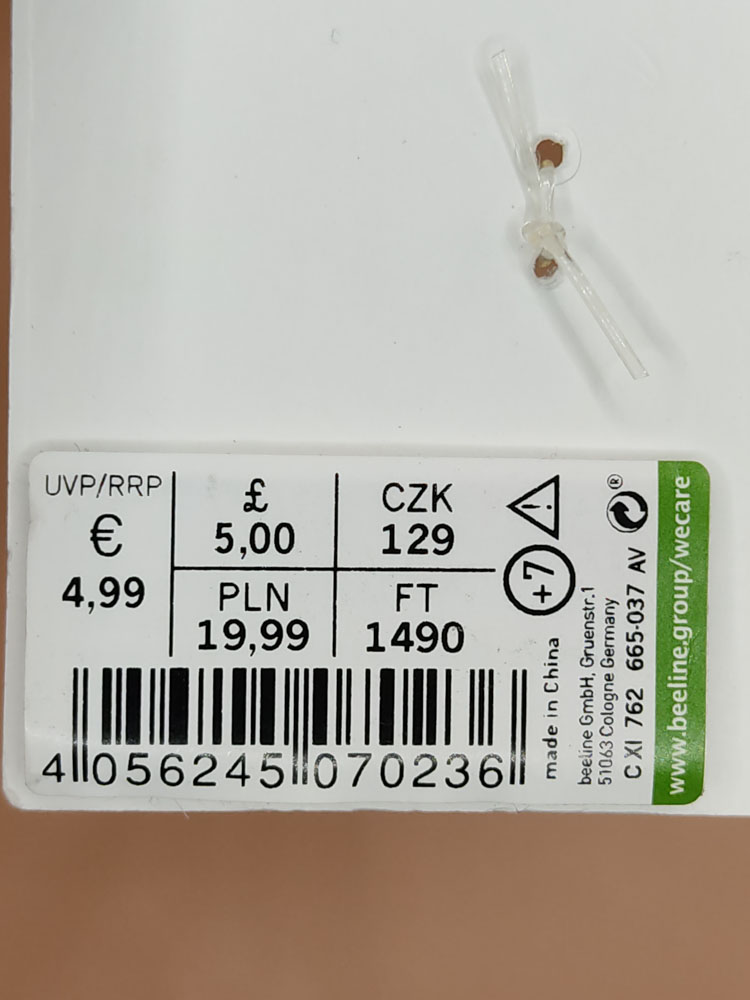 UVP/RRP
€
4,99
£
5,00
CZK
129
PLN
19,99
FT
1490
+7
4 056245 070236
made in China
beeline GmbH, Gruenstr.1
51063 Cologne Germany
C XI 762 665-037 AV
®
www.beeline.group/wecare